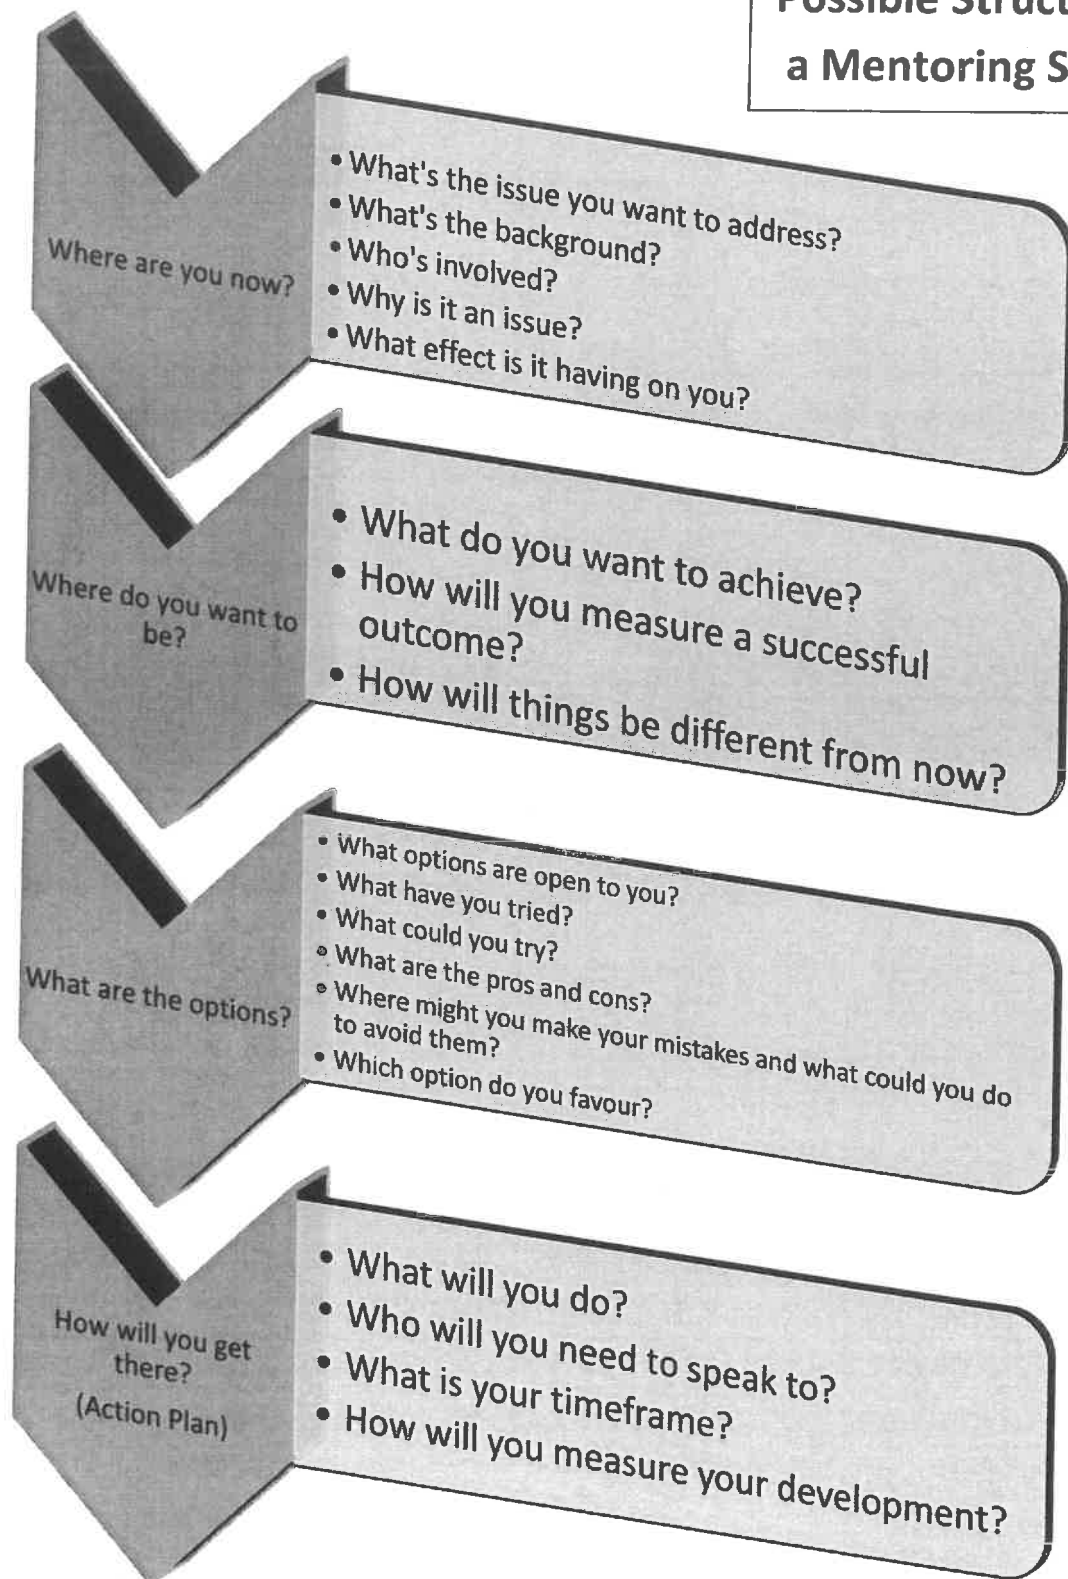 Possible Struct
a Mentoring S
Where are you now?
• What's the issue you want to address?
• What's the background?
• Who's involved?
• Why is it an issue?
• What effect is it having on you?
Where do you want to
be?
• What do you want to achieve?
• How will you measure a successful
outcome?
• How will things be different from now?
What are the options?
• What options are open to you?
• What have you tried?
• What could you try?
• What are the pros and cons?
• Where might you make your mistakes and what could you do
to avoid them?
• Which option do you favour?
How will you get
there?
(Action Plan)
• What will you do?
• Who will you need to speak to?
• What is your timeframe?
• How will you measure your development?